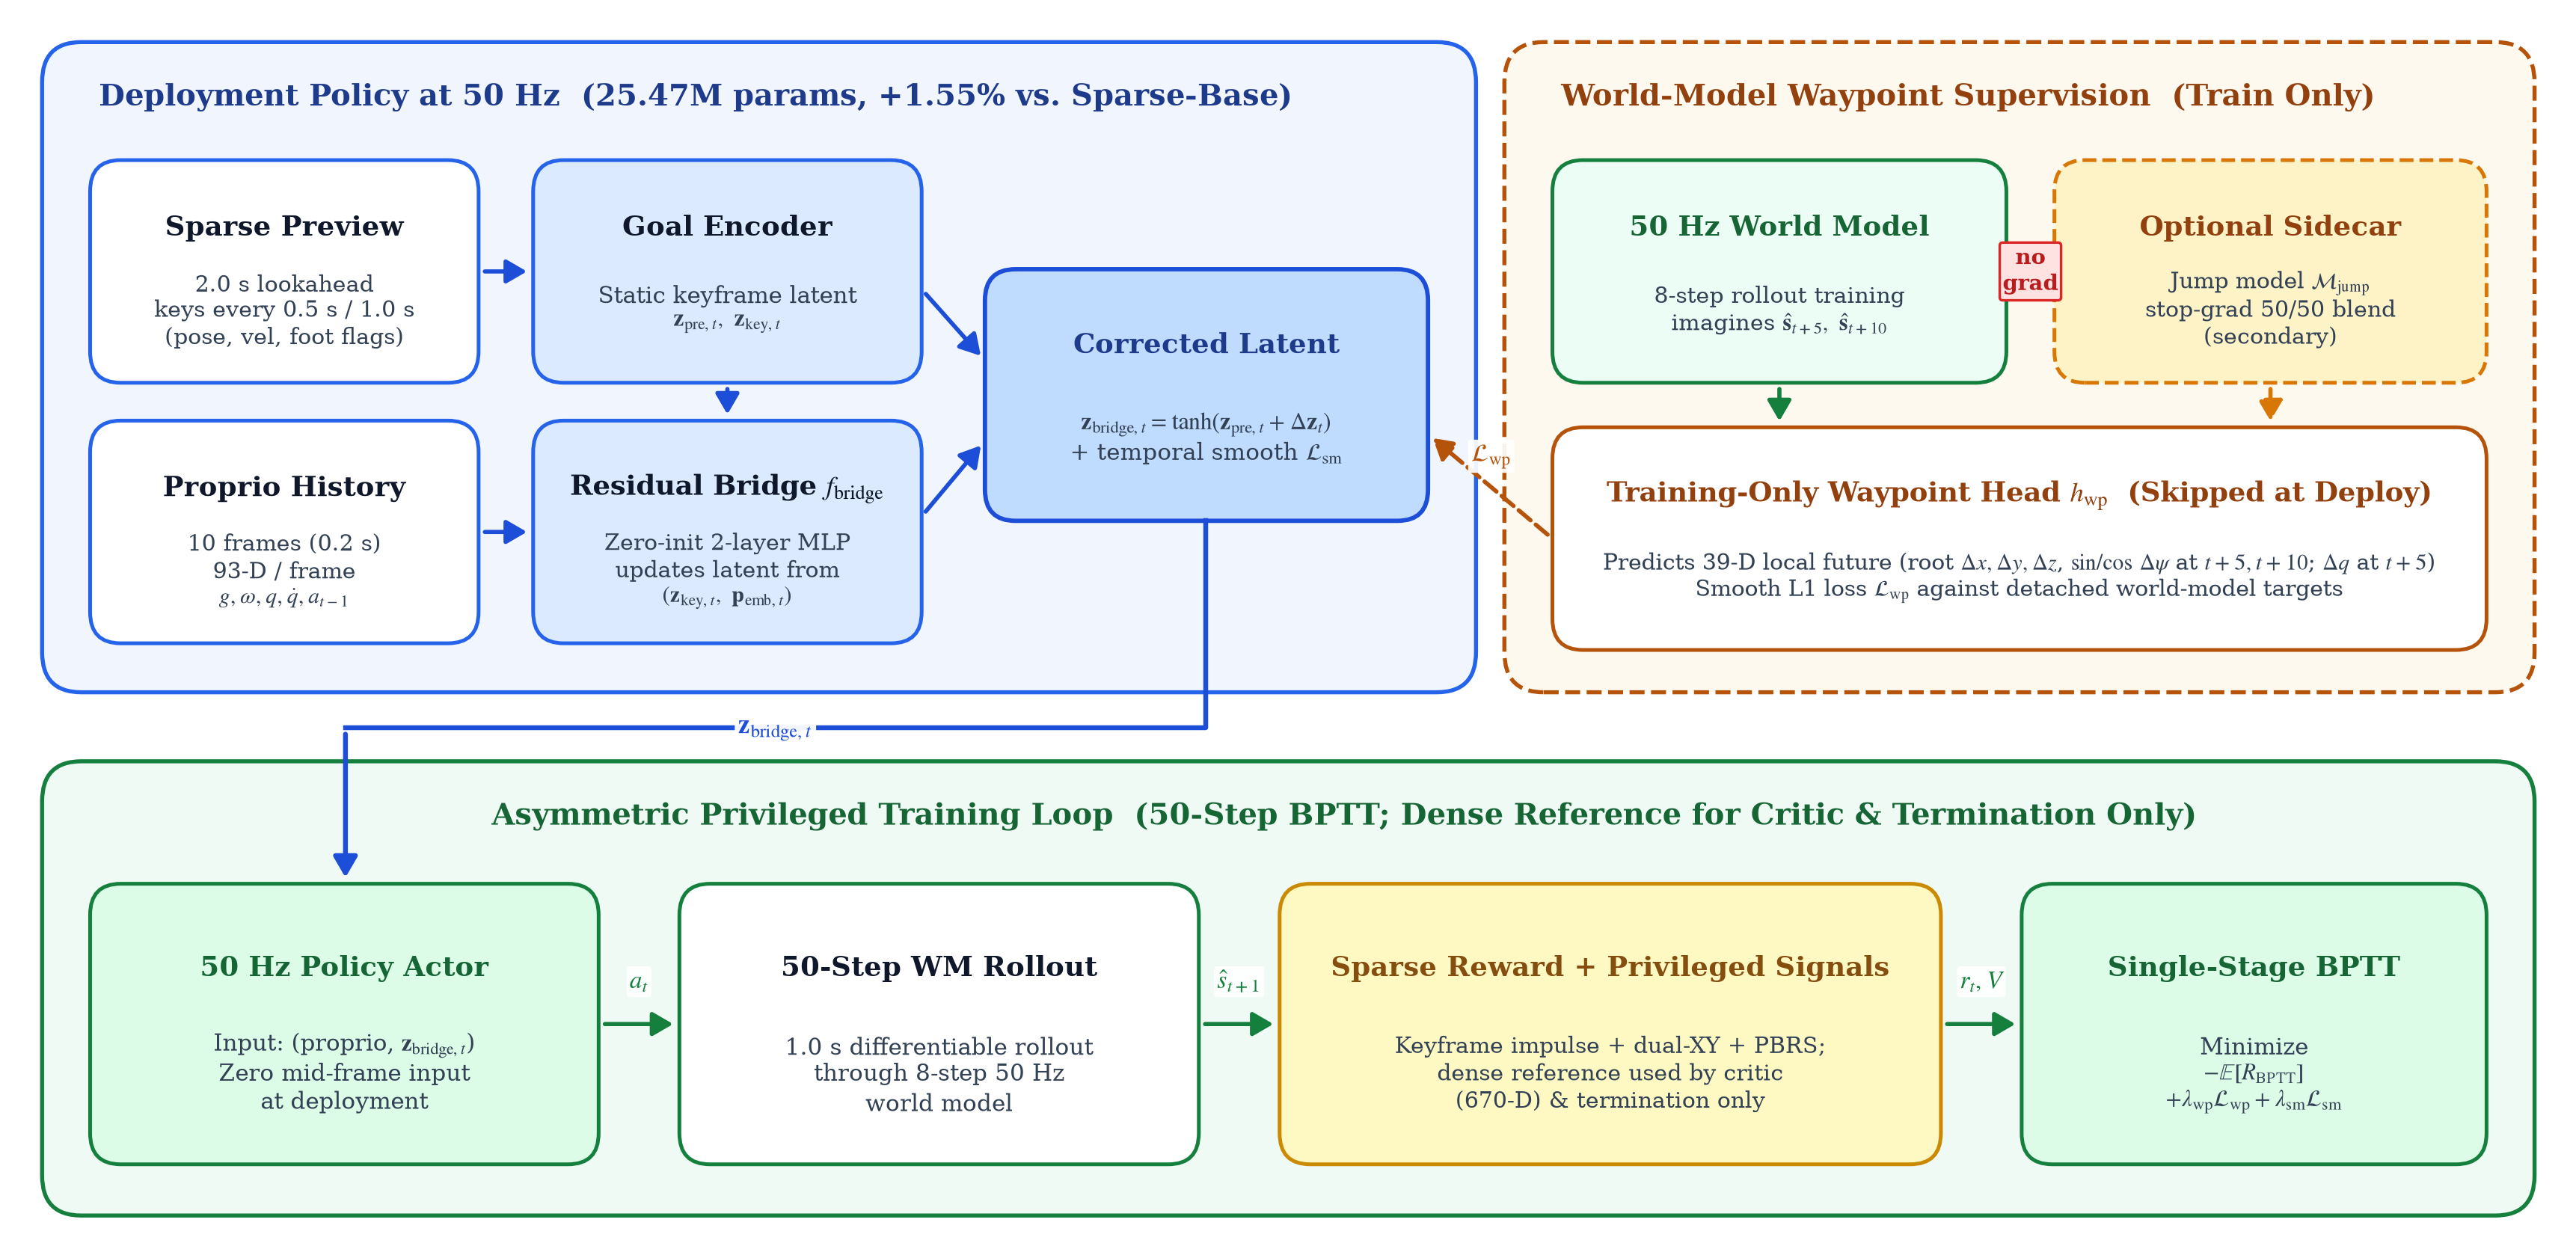 Deployment Policy at 50 Hz (25.47M params, +1.55% vs. Sparse-Base)
Sparse Preview
2.0 s lookahead
keys every 0.5 s / 1.0 s
(pose, vel, foot flags)
Goal Encoder
Static keyframe latent
𝐳_pre, t, 𝐳_key, t
Proprio History
10 frames (0.2 s)
93-D / frame
g, ω, q, q̇, a_t−1
Residual Bridge f_bridge
Zero-init 2-layer MLP
updates latent from
(𝐳_key, t, 𝐩_emb, t)
Corrected Latent
𝐳_bridge, t = tanh(𝐳_pre, t + Δ𝐳_t)
+ temporal smooth ℒ_sm
World-Model Waypoint Supervision (Train Only)
50 Hz World Model
8-step rollout training
imagines 𝐬̂_t+5, 𝐬̂_t+10
no
grad
Optional Sidecar
Jump model ℳ_jump
stop-grad 50/50 blend
(secondary)
ℒ_wp
Training-Only Waypoint Head h_wp (Skipped at Deploy)
Predicts 39-D local future (root Δx, Δy, Δz, sin/cos Δψ at t + 5, t + 10; Δq at t + 5)
Smooth L1 loss ℒ_wp against detached world-model targets
𝐳_bridge, t
Asymmetric Privileged Training Loop (50-Step BPTT; Dense Reference for Critic & Termination Only)
50 Hz Policy Actor
Input: (proprio, 𝐳_bridge, t)
Zero mid-frame input
at deployment
a_t
50-Step WM Rollout
1.0 s differentiable rollout
through 8-step 50 Hz
world model
ŝ_t+1
Sparse Reward + Privileged Signals
Keyframe impulse + dual-XY + PBRS;
dense reference used by critic
(670-D) & termination only
r_t, V
Single-Stage BPTT
Minimize
−𝔼[R_BPTT]
+λ_wpℒ_wp + λ_smℒ_sm